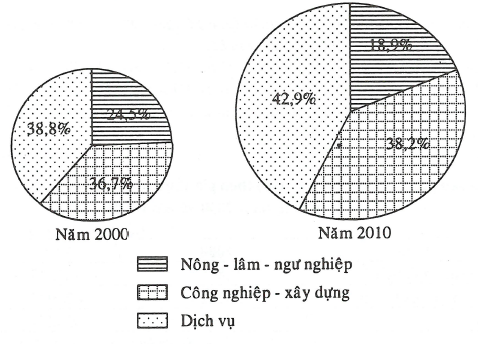 18,9%
42,9%
24,5%
38,8%
38,2%
36,7%
Năm 2000
Năm 2010
Nông - lâm - ngư nghiệp
Công nghiệp - xây dựng
Dịch vụ